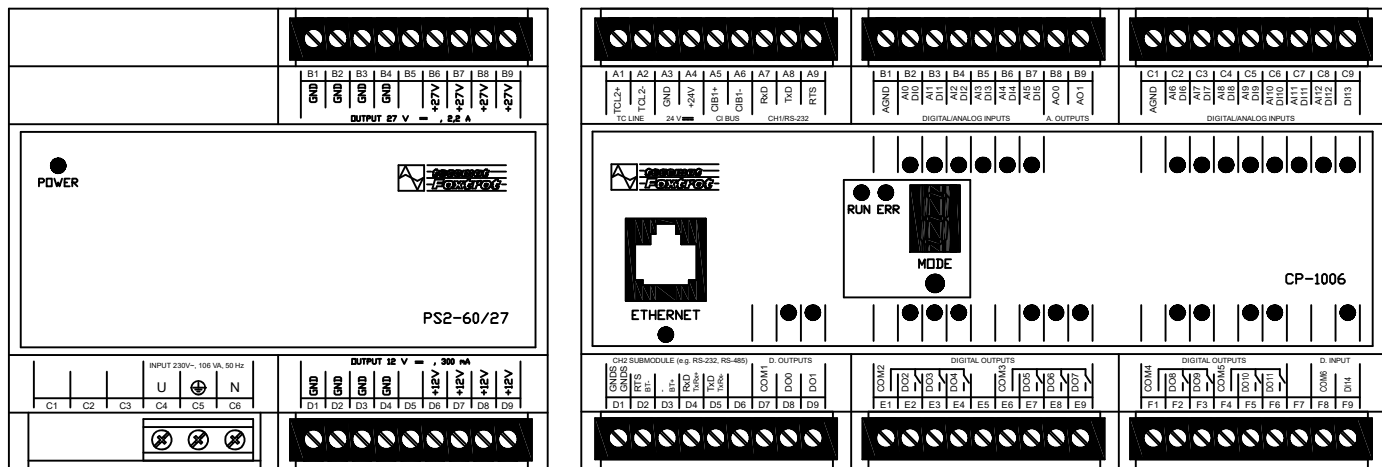 B1 B2 B3 B4 B5 B6 B7 B8 B9
GND GND GND GND +27V +27V +27V +27V
OUTPUT 27 V , 2,2 A
POWER
tecomat
Foxtrot
PS2-60/27
INPUT 230V~, 106 VA, 50 Hz
U N
C1 C2 C3 C4 C5 C6
OUTPUT 12 V , 300 mA
GND GND GND GND +12V +12V +12V +12V
D1 D2 D3 D4 D5 D6 D7 D8 D9
A1 A2 A3 A4 A5 A6 A7 A8 A9
TCL2+ TCL2- GND +24V CIB1+ CIB1- RxD TxD RTS
TC LINE 24 V CI BUS CH1/RS-232
B1 B2 B3 B4 B5 B6 B7 B8 B9
AGND AI0 AI1 AI2 AI3 AI4 AI5 AO0 AO1
DI0 DI1 DI2 DI3 DI4 DI5
DIGITAL/ANALOG INPUTS A. OUTPUTS
C1 C2 C3 C4 C5 C6 C7 C8 C9
AGND AI6 AI7 AI8 AI9 AI10 AI11 AI12 DI13
DI6 DI7 DI8 DI9 DI10 DI11 DI12
DIGITAL/ANALOG INPUTS
tecomat
Foxtrot
RUN ERR
MODE
ETHERNET
CP-1006
CH2 SUBMODULE (e.g. RS-232, RS-485) D. OUTPUTS
GNDS RTS - RxD TxD COM1 DO0 DO1
GNDS BT- BT+ TxRx+ TxRx-
D1 D2 D3 D4 D5 D6 D7 D8 D9
DIGITAL OUTPUTS
COM2 DO2 DO3 DO4 COM3 DO5 DO6 DO7
E1 E2 E3 E4 E5 E6 E7 E8 E9
DIGITAL OUTPUTS D. INPUT
COM4 DO8 DO9 COM5 DO10 DO11 COM6 DI14
F1 F2 F3 F4 F5 F6 F7 F8 F9